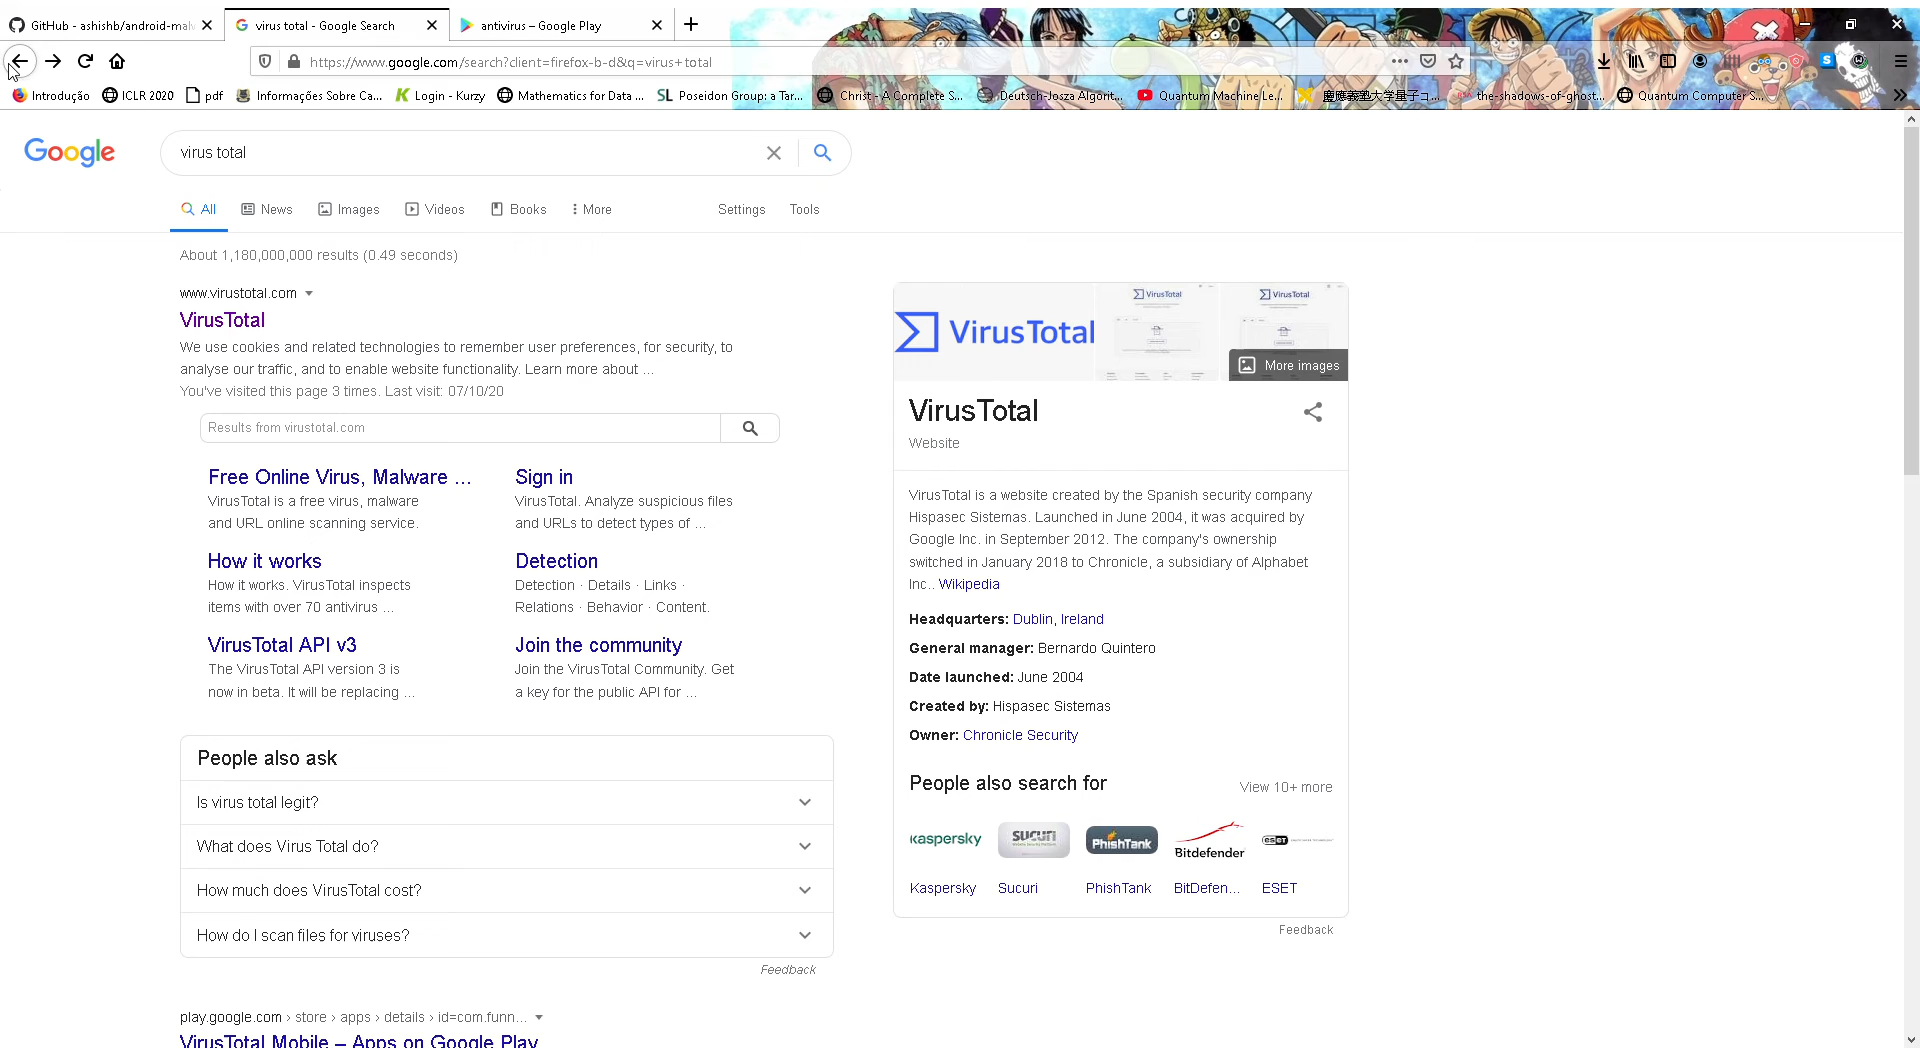 GitHub - ashishb/android-malw
virus total - Google Search
antivirus – Google Play
https://www.google.com/search?client=firefox-b-d&q=virus+total
Introdução
ICLR 2020
pdf
Informações Sobre Ca...
Login - Kurzy
Mathematics for Data ...
Poseidon Group: a Tar...
Christ - A Complete S...
Deutsch-Josza Algorit...
Quantum Machine Le...
慶應義塾大学量子コ...
the-shadows-of-ghost...
Quantum Computer S...
Google
virus total
All
News
Images
Videos
Books
More
Settings
Tools
About 1,180,000,000 results (0.49 seconds)
www.virustotal.com
VirusTotal
We use cookies and related technologies to remember user preferences, for security, to
analyse our traffic, and to enable website functionality. Learn more about ...
You've visited this page 3 times. Last visit: 07/10/20
Results from virustotal.com
Free Online Virus, Malware ...
VirusTotal is a free virus, malware
and URL online scanning service.
Sign in
VirusTotal. Analyze suspicious files
and URLs to detect types of ...
How it works
How it works. VirusTotal inspects
items with over 70 antivirus ...
Detection
Detection · Details · Links ·
Relations · Behavior · Content.
VirusTotal API v3
The VirusTotal API version 3 is
now in beta. It will be replacing ...
Join the community
Join the VirusTotal Community. Get
a key for the public API for ...
People also ask
Is virus total legit?
What does Virus Total do?
How much does VirusTotal cost?
How do I scan files for viruses?
Feedback
play.google.com › store › apps › details › id=com.funn...
VirusTotal Mobile – Apps on Google Play
VirusTotal
VirusTotal
VirusTotal
More images
VirusTotal
Website
VirusTotal is a website created by the Spanish security company
Hispasec Sistemas. Launched in June 2004, it was acquired by
Google Inc. in September 2012. The company's ownership
switched in January 2018 to Chronicle, a subsidiary of Alphabet
Inc.. Wikipedia
Headquarters: Dublin, Ireland
General manager: Bernardo Quintero
Date launched: June 2004
Created by: Hispasec Sistemas
Owner: Chronicle Security
People also search for
View 10+ more
kaspersky
SUCURI
PhishTank
Bitdefender
eset
Kaspersky
Sucuri
PhishTank
BitDefen...
ESET
Feedback